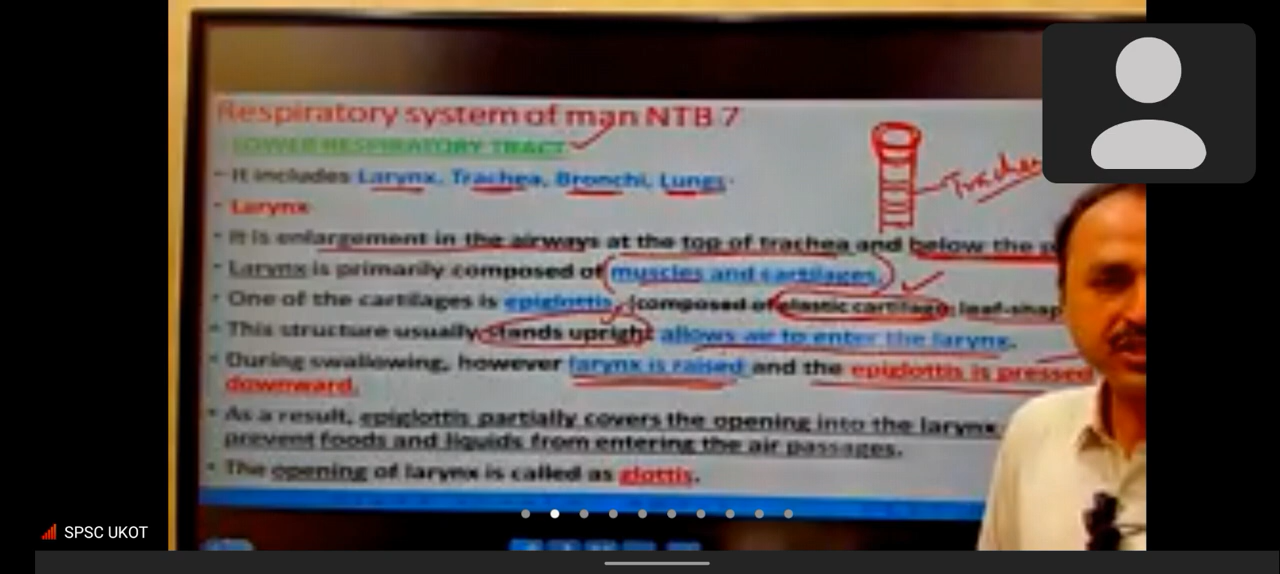 Respiratory system of man NTB 7
LOWER RESPIRATORY TRACT
It includes Larynx, Trachea, Bronchi, Lungs
Larynx
Trachea
It is enlargement in the airways at the top of trachea and below the
Larynx is primarily composed of muscles and cartilages.
One of the cartilages is epiglottis, (composed of elastic cartilage; leaf-shap
This structure usually stands upright allows air to enter the larynx.
During swallowing, however larynx is raised and the epiglottis is pressed
downward.
As a result, epiglottis partially covers the opening into the larynx
prevent foods and liquids from entering the air passages.
The opening of larynx is called as glottis.
SPSC UKOT